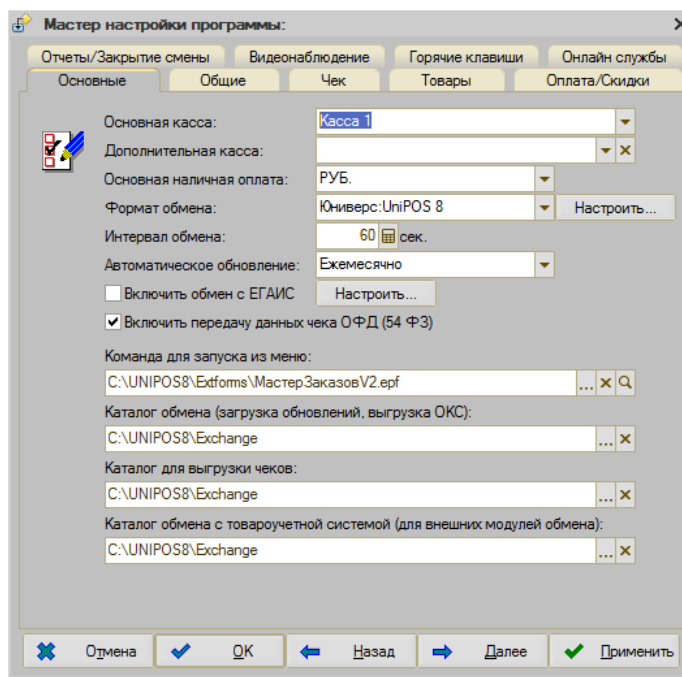 Мастер настройки программы:
Отчеты/Закрытие смены Видеонаблюдение Горячие клавиши Онлайн службы
Основные Общие Чек Товары Оплата/Скидки
Основная касса: Касса 1
Дополнительная касса:
Основная наличная оплата: РУБ.
Формат обмена: Юниверс:UniPOS 8 Настроить...
Интервал обмена: 60 сек.
Автоматическое обновление: Ежемесячно
Включить обмен с ЕГАИС Настроить...
Включить передачу данных чека ОФД (54 ФЗ)
Команда для запуска из меню:
C:\UNIPOS8\Extforms\МастерЗаказовV2.epf ...
Каталог обмена (загрузка обновлений, выгрузка ОКС):
C:\UNIPOS8\Exchange ...
Каталог для выгрузки чеков:
C:\UNIPOS8\Exchange ...
Каталог обмена с товароучетной системой (для внешних модулей обмена):
C:\UNIPOS8\Exchange ...
Отмена OK Назад Далее Применить